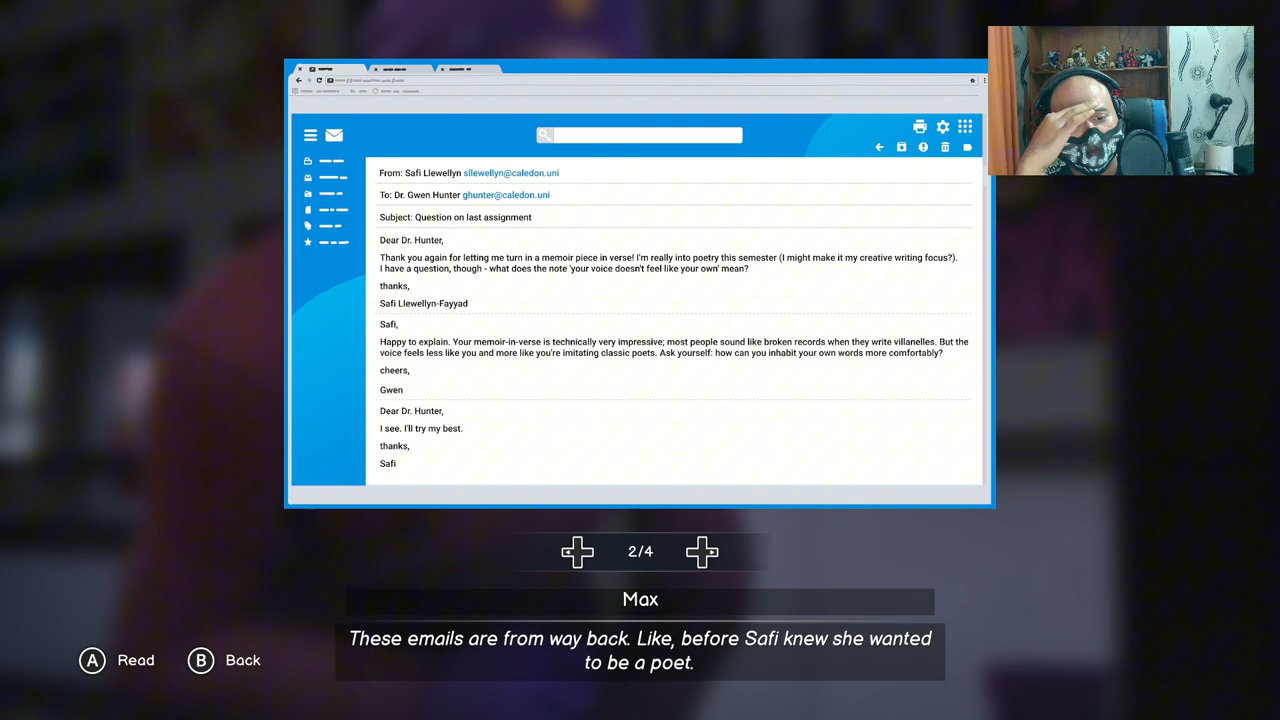 From: Safi Llewellyn sllewellyn@caledon.uni
To: Dr. Gwen Hunter ghunter@caledon.uni
Subject: Question on last assignment
Dear Dr. Hunter,
Thank you again for letting me turn in a memoir piece in verse! I'm really into poetry this semester (I might make it my creative writing focus?).
I have a question, though - what does the note 'your voice doesn't feel like your own' mean?
thanks,
Safi Llewellyn-Fayyad
Safi,
Happy to explain. Your memoir-in-verse is technically very impressive; most people sound like broken records when they write villanelles. But the
voice feels less like you and more like you're imitating classic poets. Ask yourself: how can you inhabit your own words more comfortably?
cheers,
Gwen
Dear Dr. Hunter,
I see. I'll try my best.
thanks,
Safi
2/4
Max
These emails are from way back. Like, before Safi knew she wanted
to be a poet.
A Read B Back